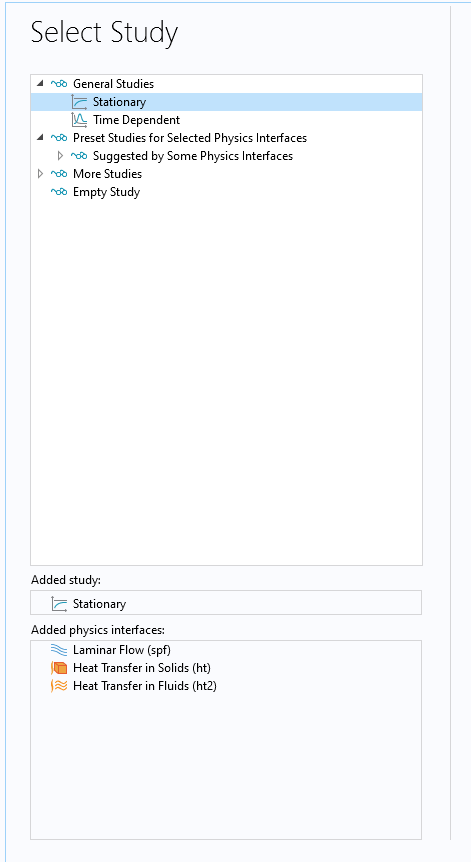 Select Study
General Studies
Stationary
Time Dependent
Preset Studies for Selected Physics Interfaces
Suggested by Some Physics Interfaces
More Studies
Empty Study
Added study:
Stationary
Added physics interfaces:
Laminar Flow (spf)
Heat Transfer in Solids (ht)
Heat Transfer in Fluids (ht2)